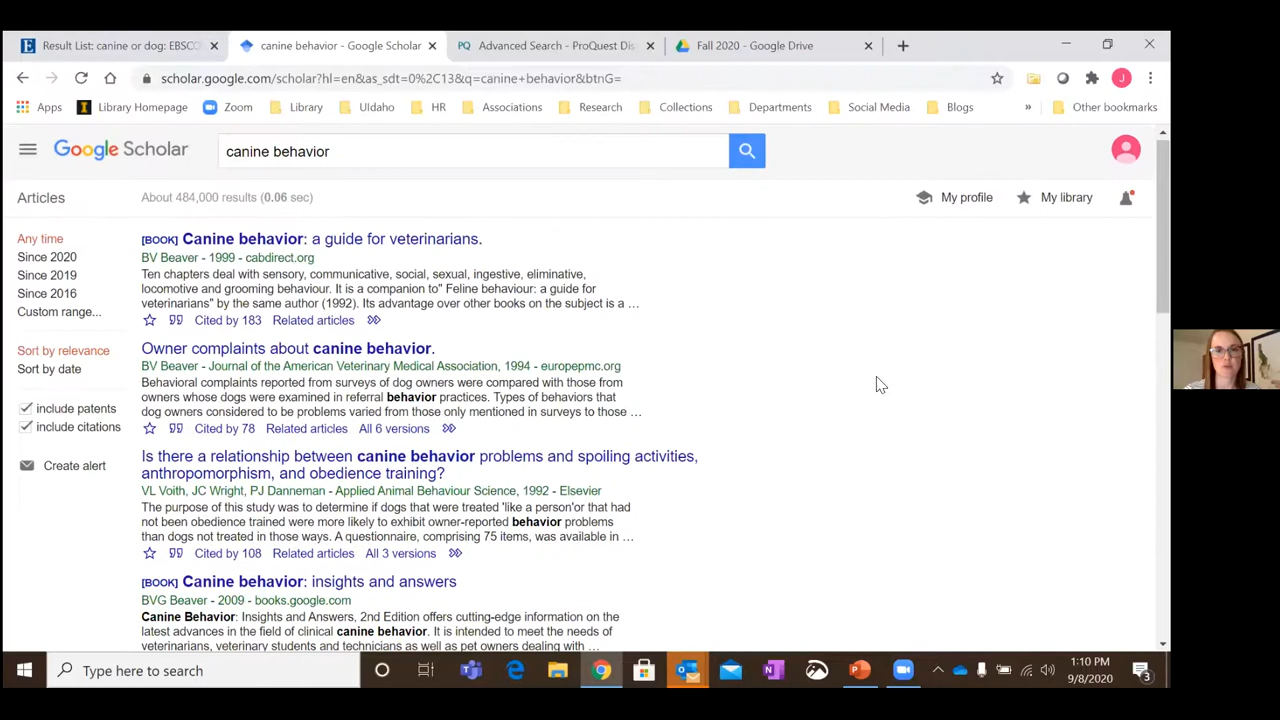 Result List: canine or dog: EBSCO
canine behavior - Google Scholar
PQ Advanced Search - ProQuest Dis
Fall 2020 - Google Drive
scholar.google.com/scholar?hl=en&as_sdt=0%2C13&q=canine+behavior&btnG=
J
Apps Library Homepage Zoom Library UIdaho HR Associations Research Collections Departments Social Media Blogs » Other bookmarks
Google Scholar
canine behavior
Articles
About 484,000 results (0.06 sec)
My profile
My library
Any time
Since 2020
Since 2019
Since 2016
Custom range...
Sort by relevance
Sort by date
include patents
include citations
Create alert
[BOOK] Canine behavior: a guide for veterinarians.
BV Beaver - 1999 - cabdirect.org
Ten chapters deal with sensory, communicative, social, sexual, ingestive, eliminative,
locomotive and grooming behaviour. It is a companion to" Feline behaviour: a guide for
veterinarians" by the same author (1992). Its advantage over other books on the subject is a ...
Cited by 183 Related articles
Owner complaints about canine behavior.
BV Beaver - Journal of the American Veterinary Medical Association, 1994 - europepmc.org
Behavioral complaints reported from surveys of dog owners were compared with those from
owners whose dogs were examined in referral behavior practices. Types of behaviors that
dog owners considered to be problems varied from those only mentioned in surveys to those ...
Cited by 78 Related articles All 6 versions
Is there a relationship between canine behavior problems and spoiling activities,
anthropomorphism, and obedience training?
VL Voith, JC Wright, PJ Danneman - Applied Animal Behaviour Science, 1992 - Elsevier
The purpose of this study was to determine if dogs that were treated 'like a person'or that had
not been obedience trained were more likely to exhibit owner-reported behavior problems
than dogs not treated in those ways. A questionnaire, comprising 75 items, was available in ...
Cited by 108 Related articles All 3 versions
[BOOK] Canine behavior: insights and answers
BVG Beaver - 2009 - books.google.com
Canine Behavior: Insights and Answers, 2nd Edition offers cutting-edge information on the
latest advances in the field of clinical canine behavior. It is intended to meet the needs of
veterinarians, veterinary students and technicians as well as pet owners dealing with ...
Type here to search
1:10 PM
9/8/2020
3